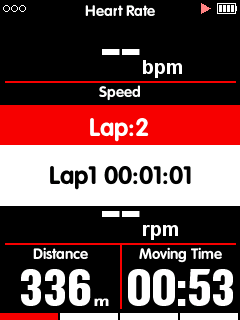 Heart Rate
-- bpm
Speed
Lap:2
Lap1 00:01:01
-- rpm
Distance Moving Time
336 m 00:53